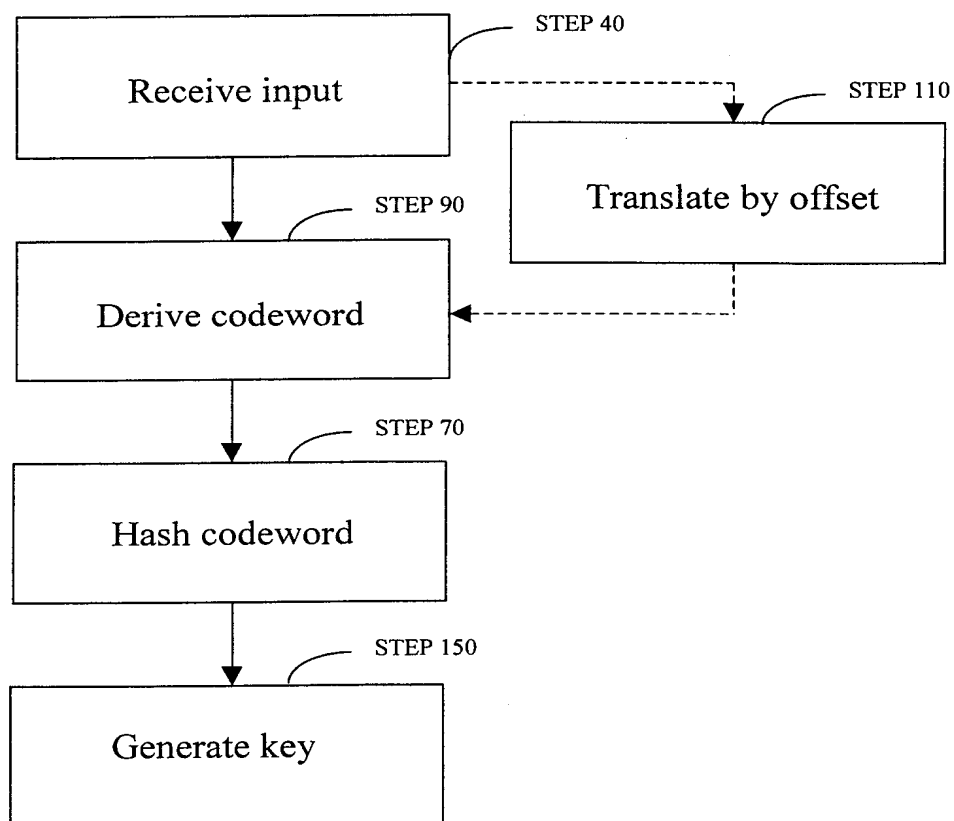 STEP 40
Receive input
STEP 110
Translate by offset
STEP 90
Derive codeword
STEP 70
Hash codeword
STEP 150
Generate key